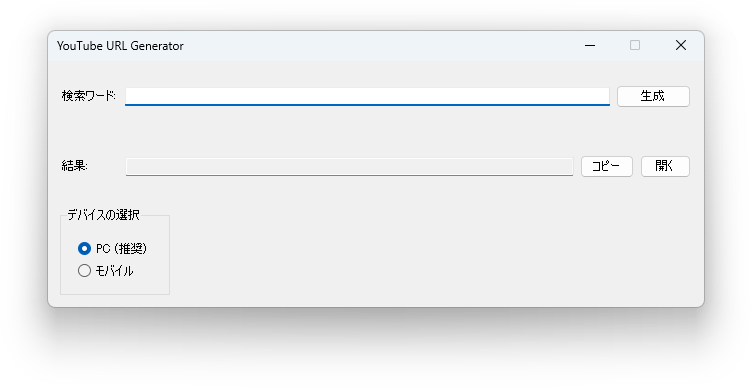 YouTube URL Generator
検索ワード: 生成
結果: コピー 開く
デバイスの選択
PC (推奨)
モバイル